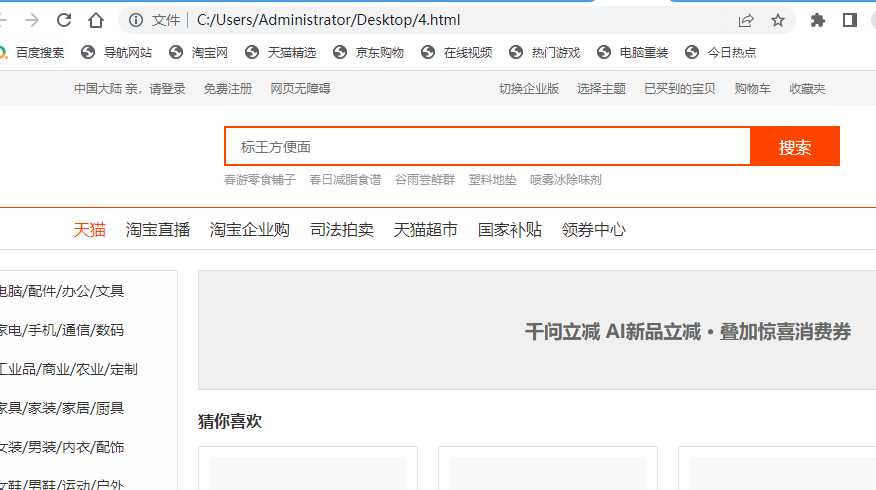 文件 C:/Users/Administrator/Desktop/4.html
百度搜索 导航网站 淘宝网 天猫精选 京东购物 在线视频 热门游戏 电脑重装 今日热点
中国大陆 亲，请登录 免费注册 网页无障碍 切换企业版 选择主题 已买到的宝贝 购物车 收藏夹
标王方便面 搜索
春游零食铺子 春日减脂食谱 谷雨尝鲜群 塑料地垫 喷雾冰除味剂
天猫 淘宝直播 淘宝企业购 司法拍卖 天猫超市 国家补贴 领券中心
电脑/配件/办公/文具
家电/手机/通信/数码
千问立减 AI新品立减·叠加惊喜消费券
工业品/商业/农业/定制
家具/家装/家居/厨具
猜你喜欢
女装/男装/内衣/配饰
女鞋/男鞋/运动/户外